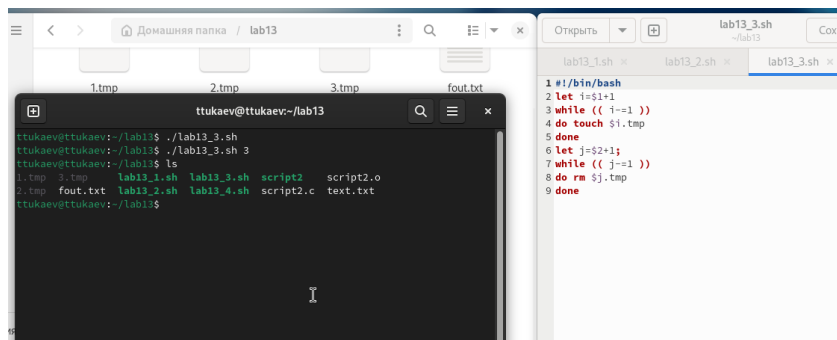 Домашняя папка / lab13
1.tmp 2.tmp 3.tmp fout.txt
ttukaev@ttukaev:~/lab13
ttukaev@ttukaev:~/lab13$ ./lab13_3.sh
ttukaev@ttukaev:~/lab13$ ./lab13_3.sh 3
ttukaev@ttukaev:~/lab13$ ls
1.tmp 3.tmp lab13_1.sh lab13_3.sh script2 script2.o
2.tmp fout.txt lab13_2.sh lab13_4.sh script2.c text.txt
ttukaev@ttukaev:~/lab13$
Открыть
lab13_3.sh
~/lab13
Сох
lab13_1.sh × lab13_2.sh × lab13_3.sh ×
1 #!/bin/bash
2 let i=$1+1
3 while (( i-=1 ))
4 do touch $i.tmp
5 done
6 let j=$2+1;
7 while (( j-=1 ))
8 do rm $j.tmp
9 done